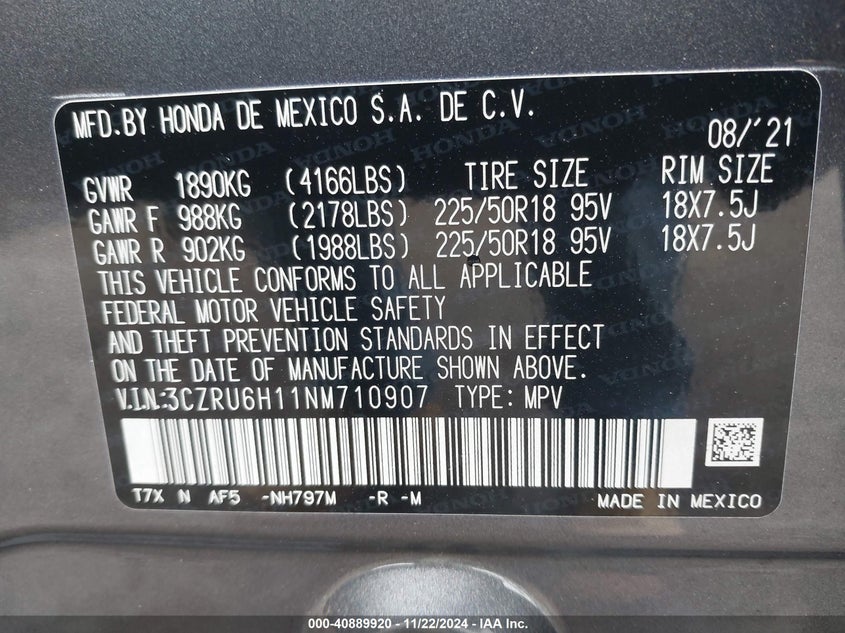 MFD.BY HONDA DE MEXICO S.A. DE C.V.
08/'21
GVWR 1890KG (4166LBS) TIRE SIZE RIM SIZE
GAWR F 988KG (2178LBS) 225/50R18 95V 18X7.5J
GAWR R 902KG (1988LBS) 225/50R18 95V 18X7.5J
THIS VEHICLE CONFORMS TO ALL APPLICABLE
FEDERAL MOTOR VEHICLE SAFETY
AND THEFT PREVENTION STANDARDS IN EFFECT
ON THE DATE OF MANUFACTURE SHOWN ABOVE.
V.I.N:3CZRU6H11NM710907 TYPE: MPV
T7X N AF5 -NH797M -R -M
MADE IN MEXICO
000-40889920 - 11/22/2024 - IAA Inc.